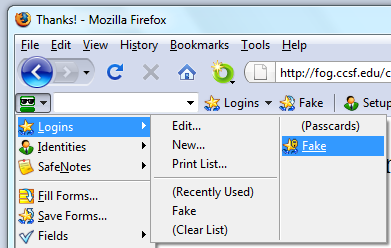 Thanks! - Mozilla Firefox
File Edit View History Bookmarks Tools Help
http://fog.ccsf.edu/c
Logins Fake Setu
Logins
Identities
SafeNotes
Fill Forms...
Save Forms...
Fields
Edit...
New...
Print List...
(Recently Used)
Fake
(Clear List)
(Passcards)
Fake